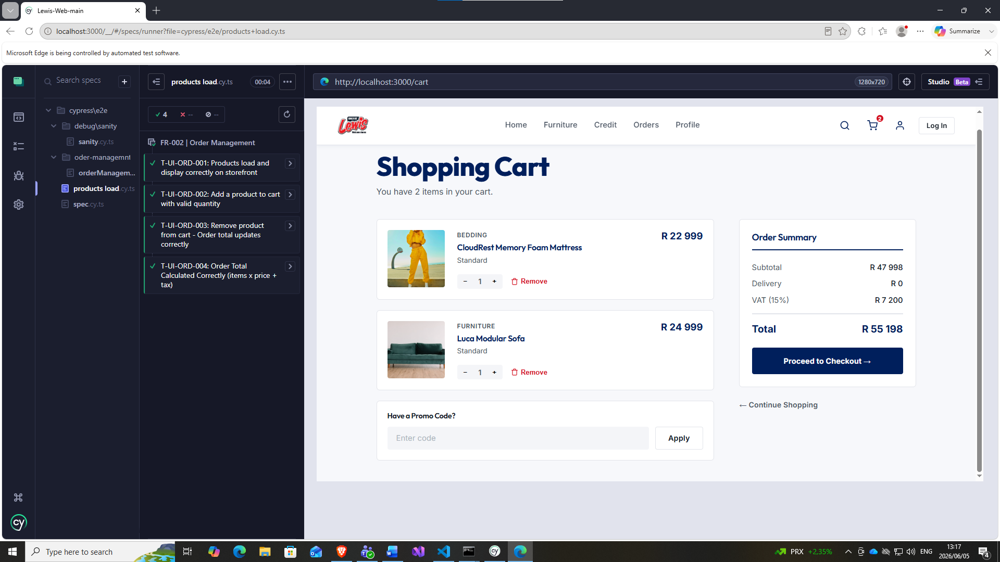 Lewis-Web-main
localhost:3000/__/#/specs/runner?file=cypress/e2e/products+load.cy.ts
Summarize
Microsoft Edge is being controlled by automated test software.
Search specs
+
cypress\e2e
debug\sanity
sanity.cy.ts
oder-managemnt
orderManagem...
products load.cy.ts
spec.cy.ts
cy
products load.cy.ts
00:04
4
--
--
FR-002 | Order Management
T-UI-ORD-001: Products load and
display correctly on storefront
T-UI-ORD-002: Add a product to cart
with valid quantity
T-UI-ORD-003: Remove product
from cart - Order total updates
correctly
T-UI-ORD-004: Order Total
Calculated Correctly (items x price +
tax)
http://localhost:3000/cart
1280x720
Studio Beta
Lewis
Home
Furniture
Credit
Orders
Profile
2
Log In
Shopping Cart
You have 2 items in your cart.
BEDDING
R 22 999
CloudRest Memory Foam Mattress
Standard
− 1 +
Remove
FURNITURE
R 24 999
Luca Modular Sofa
Standard
− 1 +
Remove
Have a Promo Code?
Enter code
Apply
Order Summary
Subtotal R 47 998
Delivery R 0
VAT (15%) R 7 200
Total R 55 198
Proceed to Checkout →
← Continue Shopping
Type here to search
PRX +2,35%
ENG
13:17
2026/06/05
4